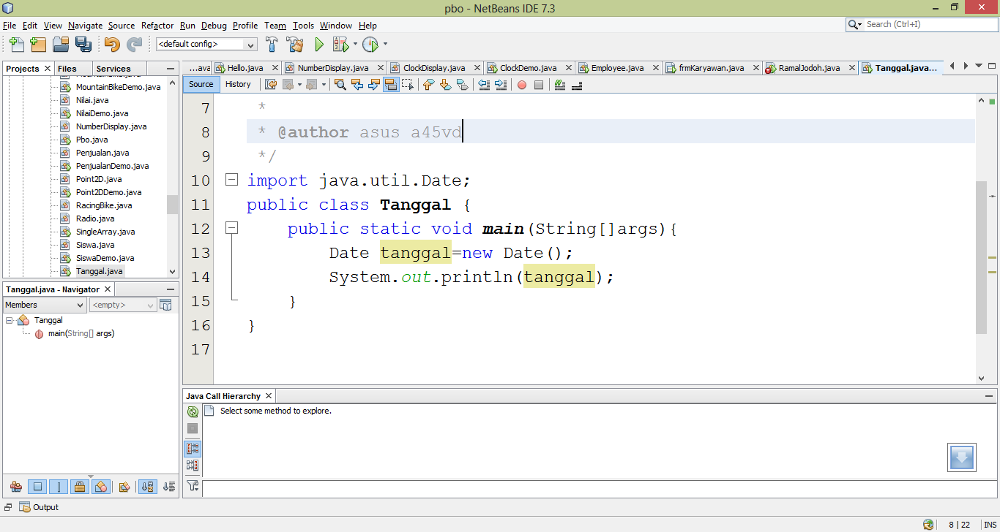 pbo - NetBeans IDE 7.3
File Edit View Navigate Source Refactor Run Debug Profile Team Tools Window Help
Search (Ctrl+I)
<default config>
Projects Files Services
MountainBikeDemo.java
Nilai.java
NilaiDemo.java
NumberDisplay.java
Pbo.java
Penjualan.java
PenjualanDemo.java
Point2D.java
Point2DDemo.java
RacingBike.java
Radio.java
SingleArray.java
Siswa.java
SiswaDemo.java
Tanggal.java
Tanggal.java - Navigator
Members <empty>
Tanggal
main(String[] args)
...ava Hello.java NumberDisplay.java ClockDisplay.java ClockDemo.java Employee.java frmKaryawan.java RamalJodoh.java Tanggal.java...
Source History
7 *
8 * @author asus a45vd
9 */
10 import java.util.Date;
11 public class Tanggal {
12 public static void main(String[]args){
13 Date tanggal=new Date();
14 System.out.println(tanggal);
15 }
16 }
17
Java Call Hierarchy
Select some method to explore.
Output
8 | 22 INS